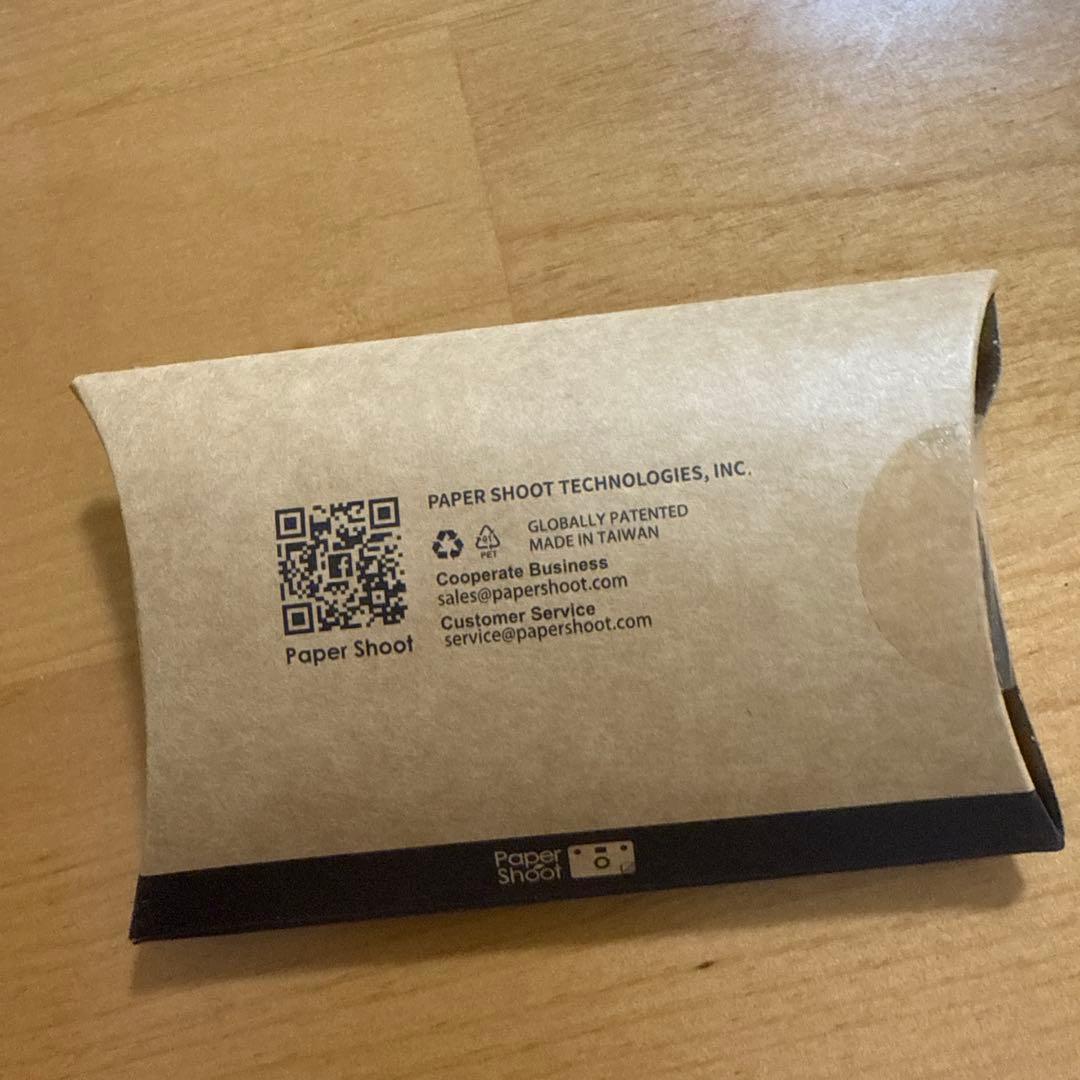 PAPER SHOOT TECHNOLOGIES, INC.
GLOBALLY PATENTED
MADE IN TAIWAN
01
PET
Cooperate Business
sales@papershoot.com
Customer Service
service@papershoot.com
f
Paper Shoot
Paper
Shoot